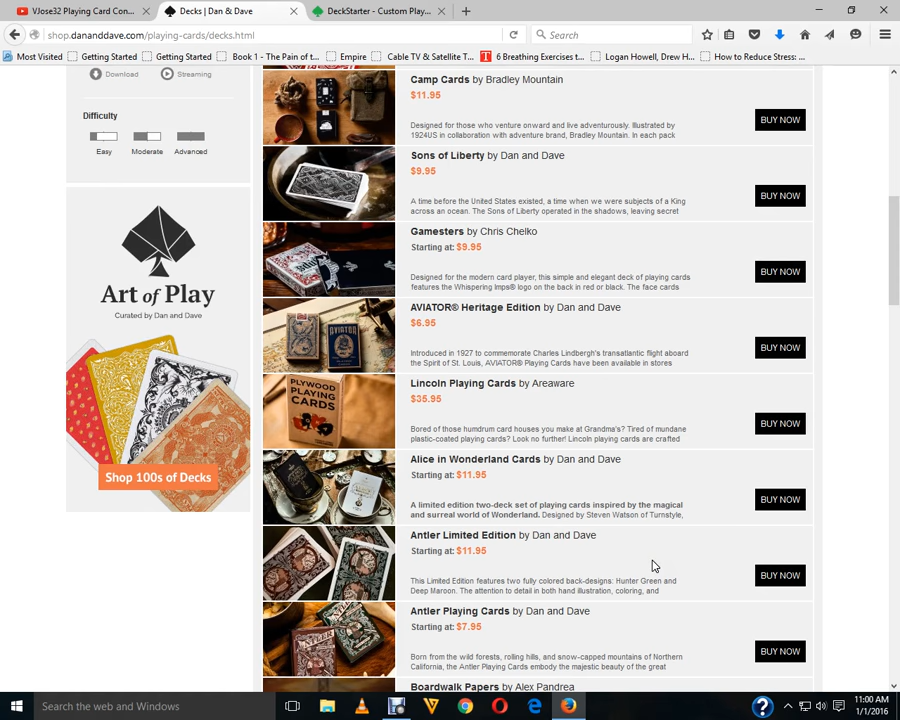 VJose32 Playing Card Con...
Decks | Dan & Dave
DeckStarter - Custom Play...
shop.dananddave.com/playing-cards/decks.html
Search
Most Visited
Getting Started
Getting Started
Book 1 - The Pain of t...
Empire
Cable TV & Satellite T...
6 Breathing Exercises t...
Logan Howell, Drew H...
How to Reduce Stress: ...
Download
Streaming
Difficulty
Easy
Moderate
Advanced
Art of Play
Curated by Dan and Dave
Shop 100s of Decks
Camp Cards by Bradley Mountain
$11.95
Designed for those who venture onward and live adventurously. Illustrated by
1924US in collaboration with adventure brand, Bradley Mountain. In each pack
BUY NOW
Sons of Liberty by Dan and Dave
$9.95
A time before the United States existed, a time when we were subjects of a King
across an ocean. The Sons of Liberty operated in the shadows, leaving secret
BUY NOW
Gamesters by Chris Chelko
Starting at: $9.95
Designed for the modern card player, this simple and elegant deck of playing cards
features the Whispering Imps® logo on the back in red or black. The face cards
BUY NOW
AVIATOR® Heritage Edition by Dan and Dave
$6.95
Introduced in 1927 to commemorate Charles Lindbergh's transatlantic flight aboard
the Spirit of St. Louis, AVIATOR® Playing Cards have been available in stores
BUY NOW
AVIATOR
Lincoln Playing Cards by Areaware
$35.95
Bored of those humdrum card houses you make at Grandma's? Tired of mundane
plastic-coated playing cards? Look no further! Lincoln playing cards are crafted
BUY NOW
PLYWOOD
PLAYING
CARDS
Alice in Wonderland Cards by Dan and Dave
Starting at: $11.95
A limited edition two-deck set of playing cards inspired by the magical
and surreal world of Wonderland. Designed by Steven Watson of Turnstyle,
BUY NOW
Antler Limited Edition by Dan and Dave
Starting at: $11.95
This Limited Edition features two fully colored back-designs: Hunter Green and
Deep Maroon. The attention to detail in both hand illustration, coloring, and
BUY NOW
Antler Playing Cards by Dan and Dave
Starting at: $7.95
Born from the wild forests, rolling hills, and snow-capped mountains of Northern
California, the Antler Playing Cards embody the majestic beauty of the great
BUY NOW
Boardwalk Papers by Alex Pandrea
Search the web and Windows
11:00 AM
1/1/2016